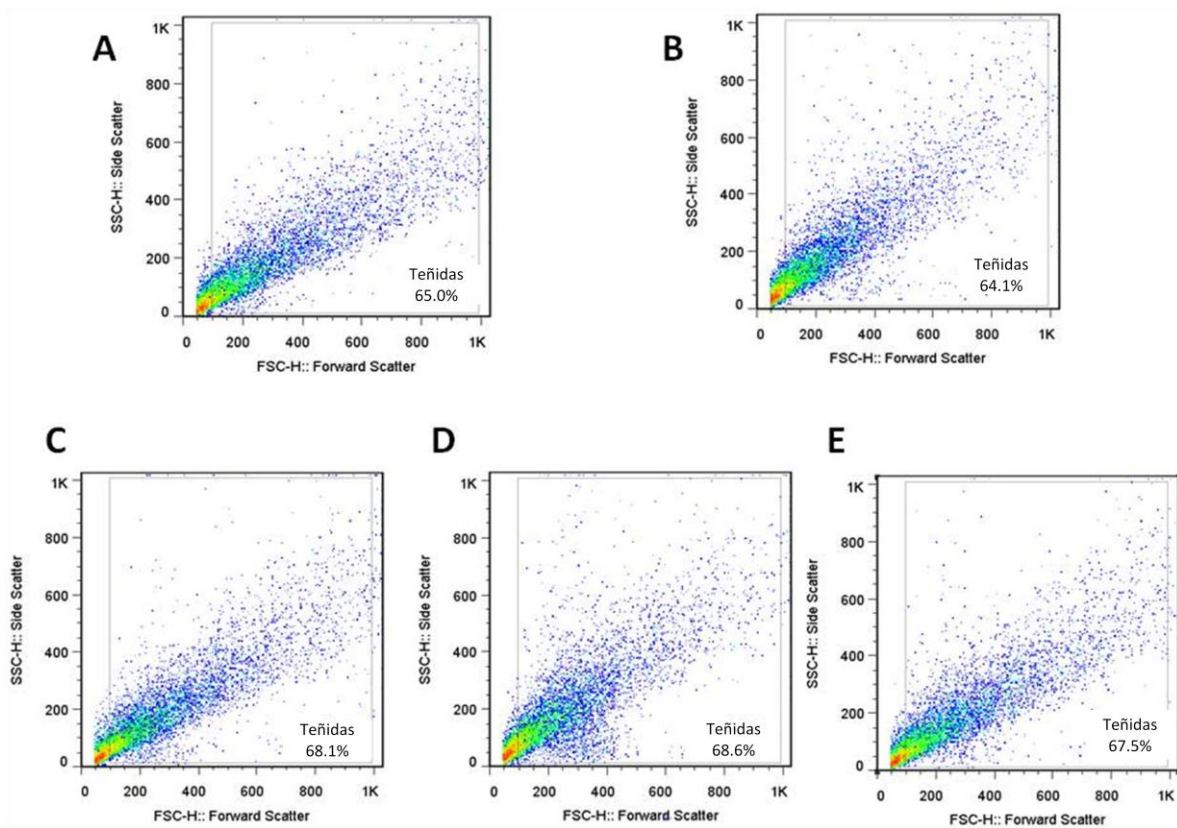 A
1K
800
600
400
200
0
SSC-H:: Side Scatter
Teñidas
65.0%
0 200 400 600 800 1K
FSC-H:: Forward Scatter
B
1K
800
600
400
200
0
SSC-H:: Side Scatter
Teñidas
64.1%
0 200 400 600 800 1K
FSC-H:: Forward Scatter
C
1K
800
600
400
200
0
SSC-H:: Side Scatter
Teñidas
68.1%
0 200 400 600 800 1K
FSC-H:: Forward Scatter
D
1K
800
600
400
200
0
SSC-H:: Side Scatter
Teñidas
68.6%
0 200 400 600 800 1K
FSC-H:: Forward Scatter
E
1K
800
600
400
200
0
SSC-H:: Side Scatter
Teñidas
67.5%
0 200 400 600 800 1K
FSC-H:: Forward Scatter